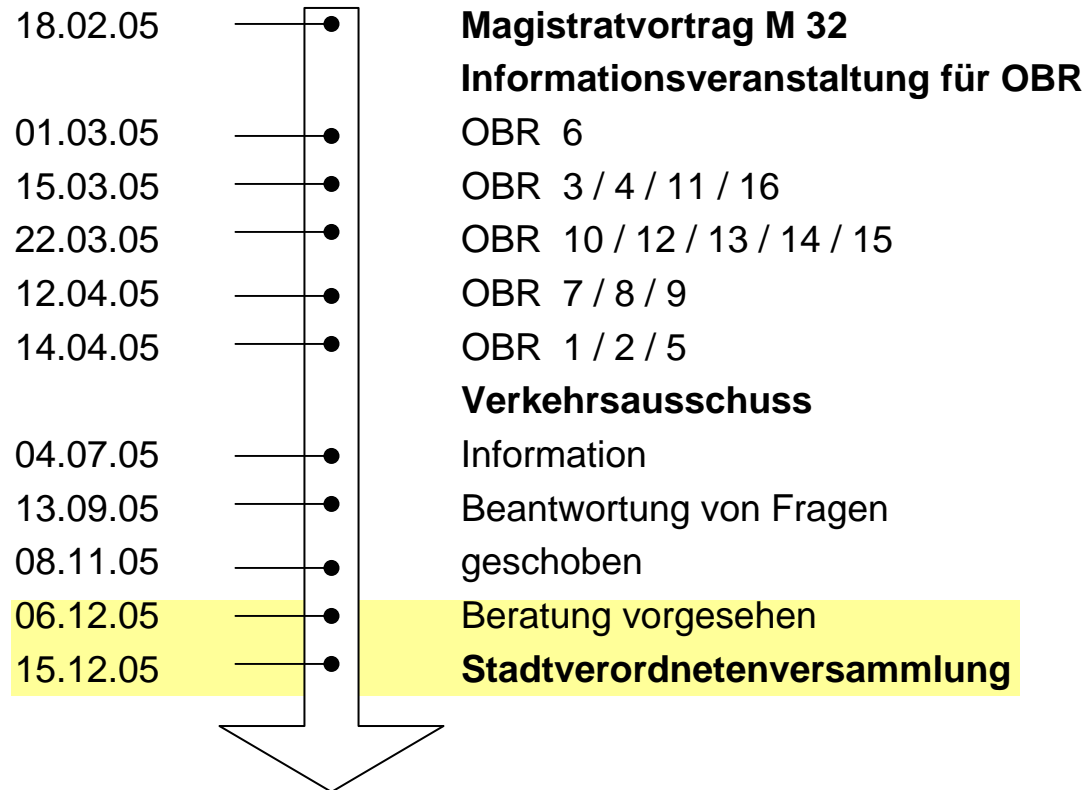 18.02.05 Magistratvortrag M 32
Informationsveranstaltung für OBR
01.03.05 OBR 6
15.03.05 OBR 3 / 4 / 11 / 16
22.03.05 OBR 10 / 12 / 13 / 14 / 15
12.04.05 OBR 7 / 8 / 9
14.04.05 OBR 1 / 2 / 5
Verkehrsausschuss
04.07.05 Information
13.09.05 Beantwortung von Fragen
08.11.05 geschoben
06.12.05 Beratung vorgesehen
15.12.05 Stadtverordnetenversammlung